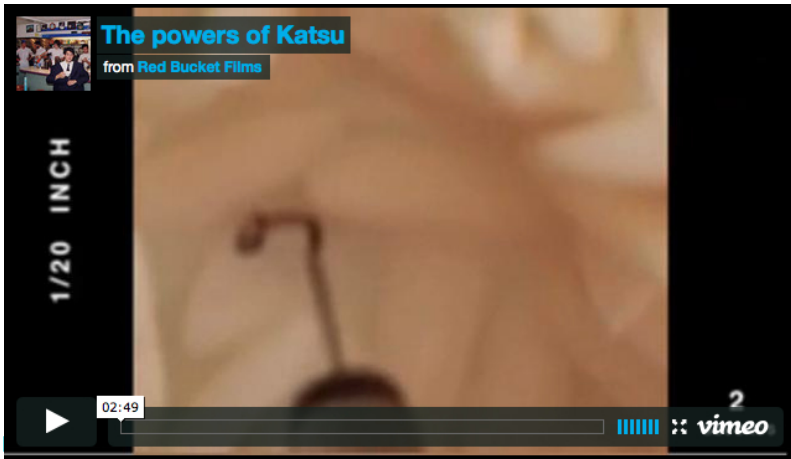 The powers of Katsu
from Red Bucket Films
1/20 INCH
2
02:49
vimeo